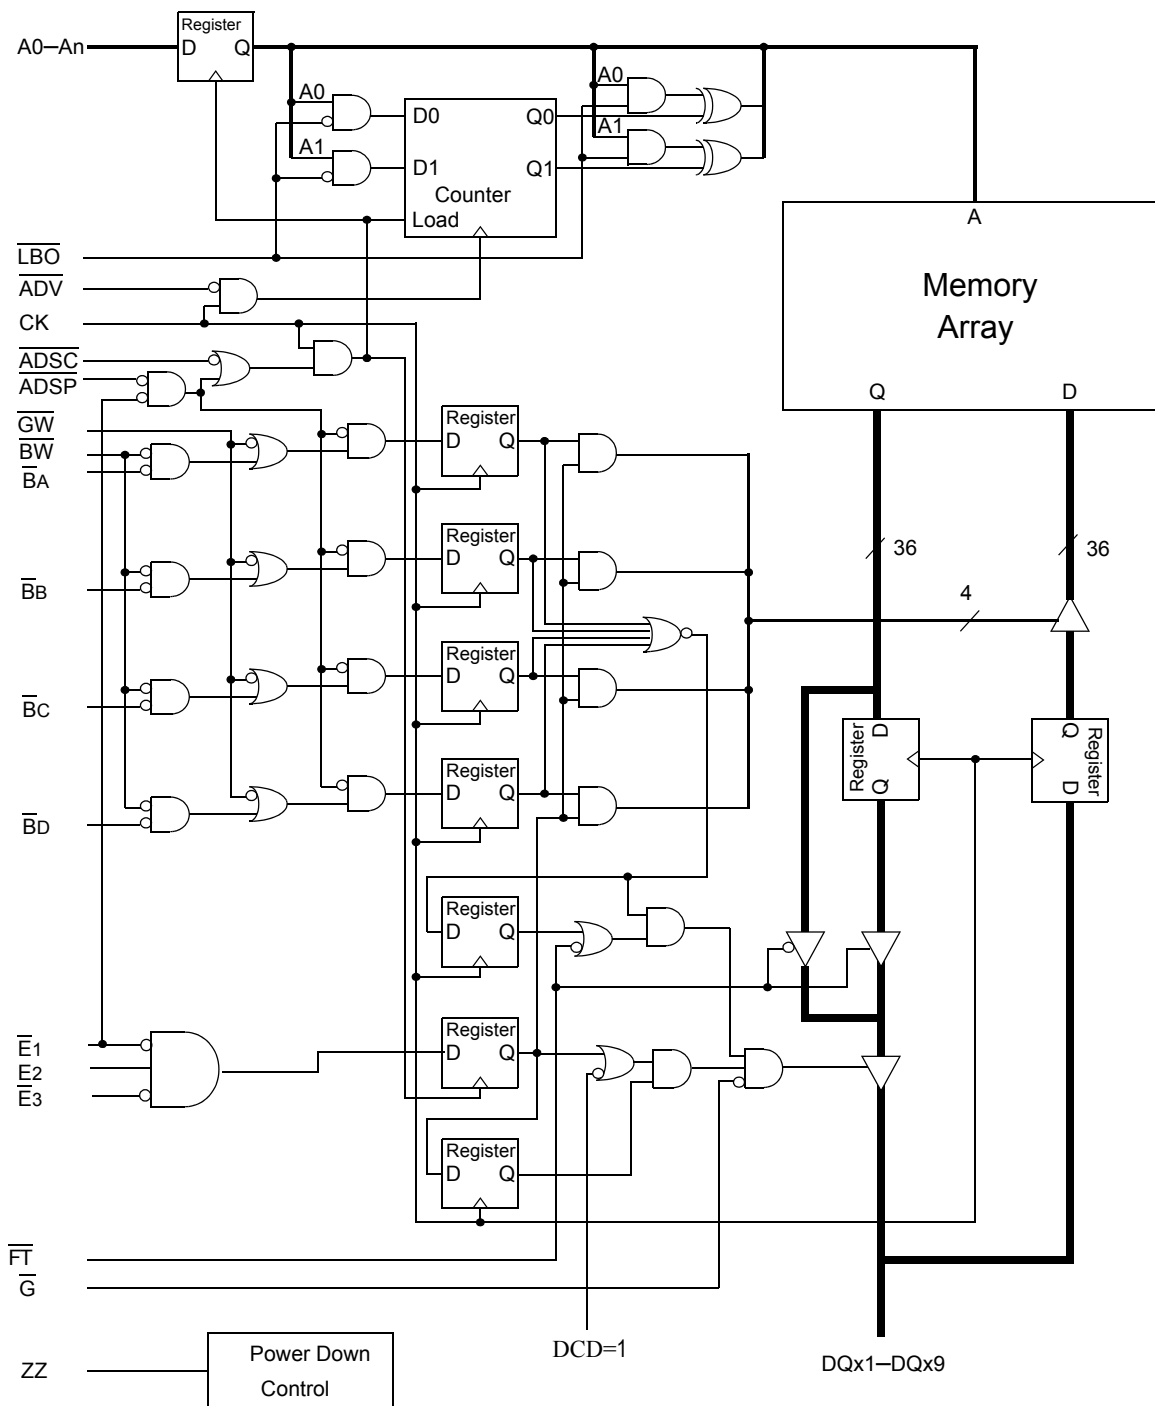 Register
A0–An
D Q
A0
A0
D0
Q0
A1
A1
D1
Q1
Counter
Load
A
LBO
ADV
Memory
CK
Array
ADSC
ADSP
Q
D
GW
Register
BW
D Q
BA
Register
D Q
36
36
BB
4
Register
D Q
BC
Register
D
Q
Register
Q
D
Register
D Q
BD
Register
D Q
Register
E1
D Q
E2
E3
Register
D Q
FT
G
DCD=1
Power Down
DQx1–DQx9
ZZ
Control